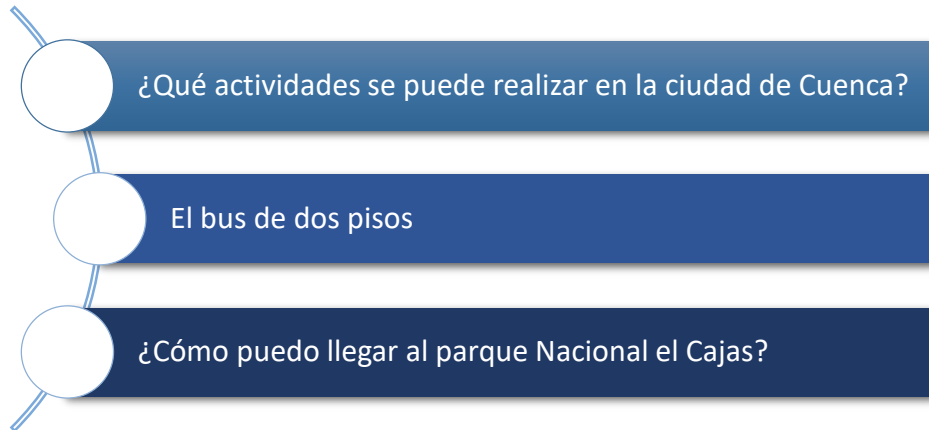 ¿Qué actividades se puede realizar en la ciudad de Cuenca?
El bus de dos pisos
¿Cómo puedo llegar al parque Nacional el Cajas?